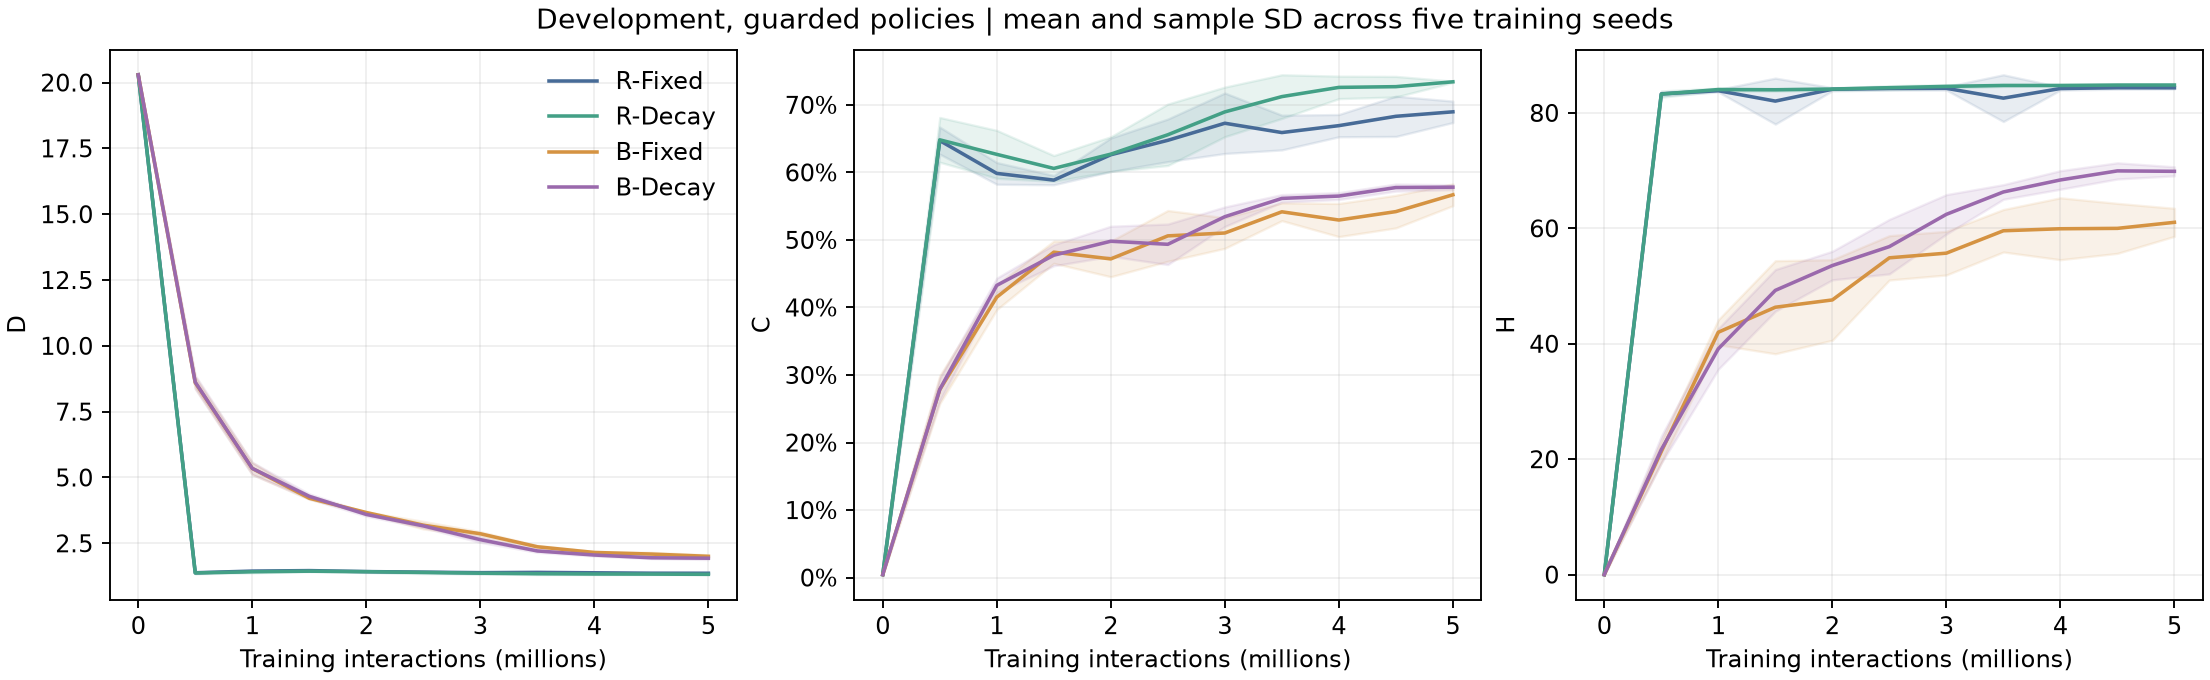 Development, guarded policies | mean and sample SD across five training seeds
D
20.0
17.5
15.0
12.5
10.0
7.5
5.0
2.5
0 1 2 3 4 5
Training interactions (millions)
R-Fixed
R-Decay
B-Fixed
B-Decay
C
70%
60%
50%
40%
30%
20%
10%
0%
0 1 2 3 4 5
Training interactions (millions)
H
80
60
40
20
0
0 1 2 3 4 5
Training interactions (millions)